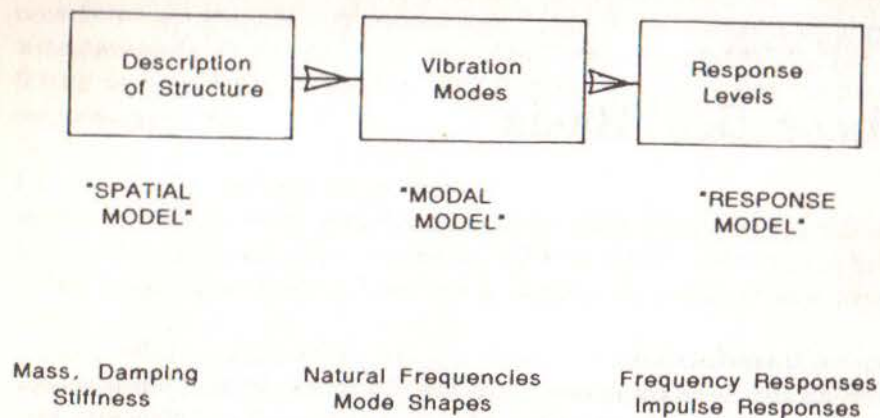 Description
of Structure
Vibration
Modes
Response
Levels
"SPATIAL
MODEL"
"MODAL
MODEL"
"RESPONSE
MODEL"
Mass, Damping
Stiffness
Natural Frequencies
Mode Shapes
Frequency Responses
Impulse Responses